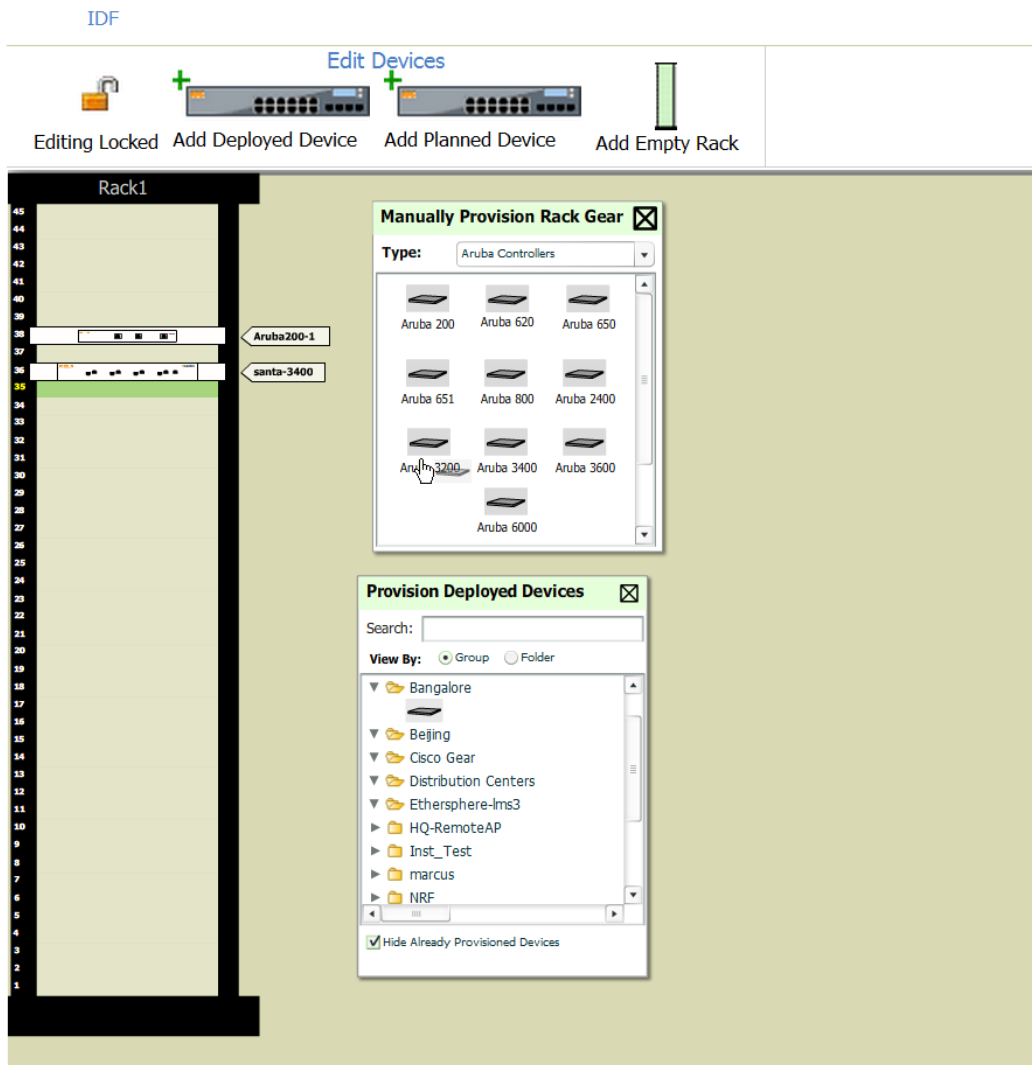 IDF
Edit Devices
Editing Locked
Add Deployed Device
Add Planned Device
Add Empty Rack
Rack1
45
44
43
42
41
40
39
38
37
36
35
34
33
32
31
30
29
28
27
26
25
24
23
22
21
20
19
18
17
16
15
14
13
12
11
10
9
8
7
6
5
4
3
2
1
Aruba200-1
santa-3400
Manually Provision Rack Gear
Type: Aruba Controllers
Aruba 200 Aruba 620 Aruba 650
Aruba 651 Aruba 800 Aruba 2400
3200 Aruba 3400 Aruba 3600
Aruba 6000
Provision Deployed Devices
Search:
View By: Group Folder
Bangalore
Beijing
Cisco Gear
Distribution Centers
Ethersphere-lms3
HQ-RemoteAP
Inst_Test
marcus
NRF
Hide Already Provisioned Devices